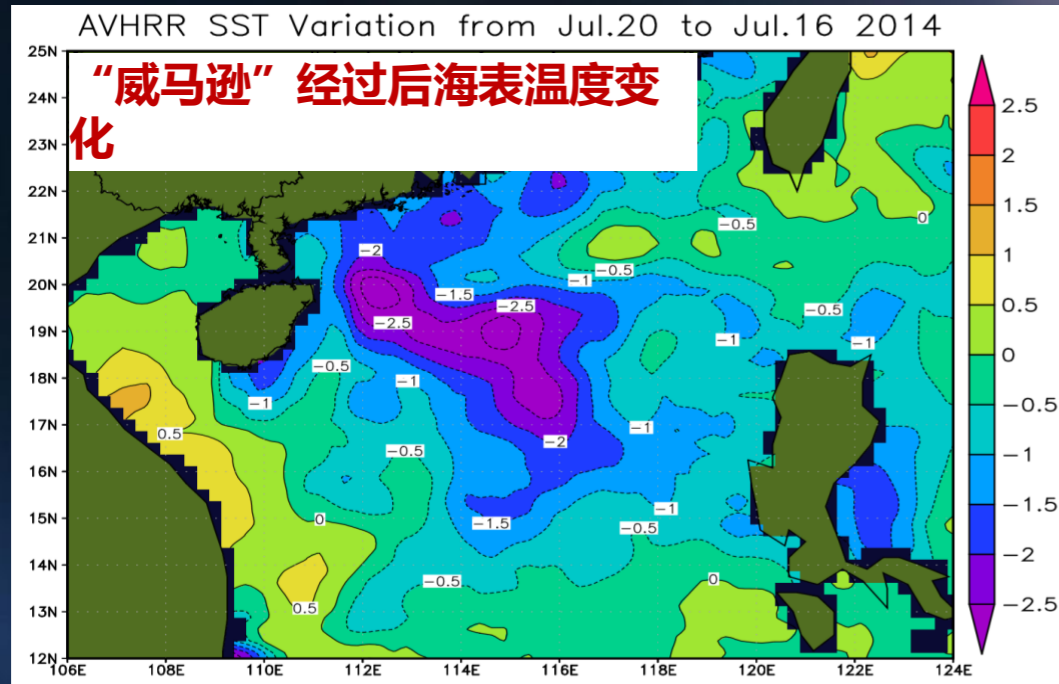 AVHRR SST Variation from Jul.20 to Jul.16 2014
“威马逊”经过后海表温度变
化
25N
24N
23N
22N
21N
20N
19N
18N
17N
16N
15N
14N
13N
12N
106E 108E 110E 112E 114E 116E 118E 120E 122E 124E
2.5
2
1.5
1
0.5
0
−0.5
−1
−1.5
−2
−2.5
0
−0.5
−2
−0.5
−1
−1.5
−2.5
−0.5
−2.5
−1
−1
−0.5
−1
−1
0.5
−1
−2
−0.5
−1
0
−1.5
−0.5
−0.5
0
0.5